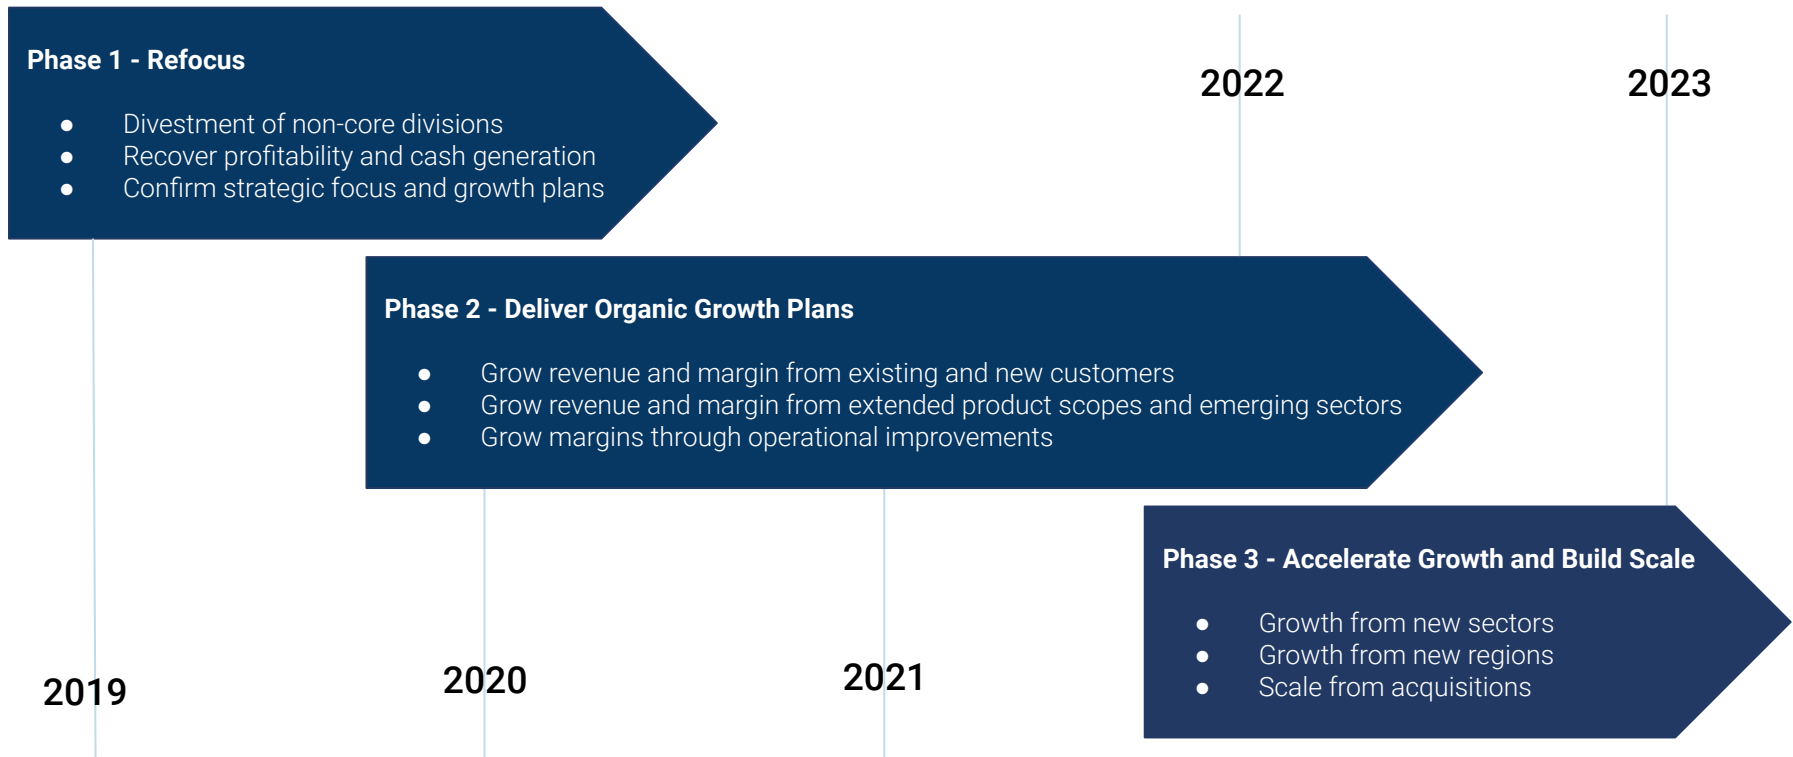 Phase 1 - Refocus
● Divestment of non-core divisions
● Recover profitability and cash generation
● Confirm strategic focus and growth plans
2022
2023
Phase 2 - Deliver Organic Growth Plans
● Grow revenue and margin from existing and new customers
● Grow revenue and margin from extended product scopes and emerging sectors
● Grow margins through operational improvements
Phase 3 - Accelerate Growth and Build Scale
● Growth from new sectors
● Growth from new regions
● Scale from acquisitions
2019
2020
2021